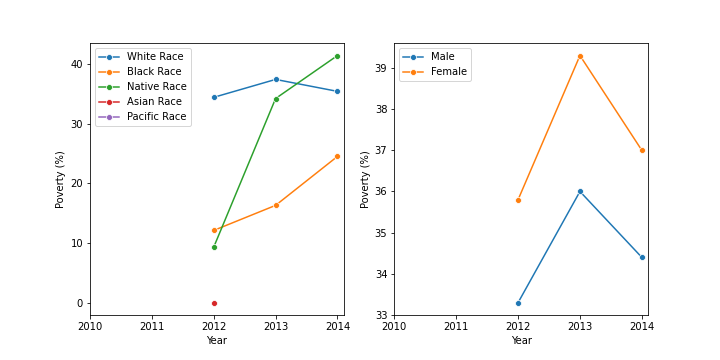 White Race
Black Race
Native Race
Asian Race
Pacific Race
40
30
20
10
0
Poverty (%)
2010 2011 2012 2013 2014
Year
Male
Female
39
38
37
36
35
34
33
Poverty (%)
2010 2011 2012 2013 2014
Year